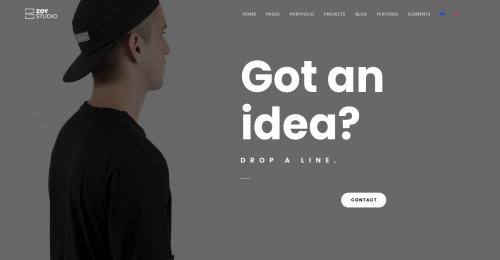 ZOY
STUDIO
HOME PAGES PORTFOLIO PROJECTS BLOG FEATURES ELEMENTS
Got an
idea?
DROP A LINE.
CONTACT